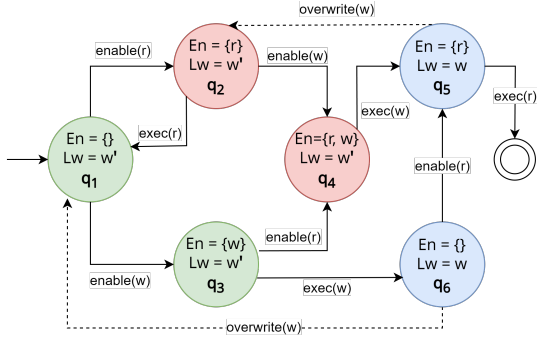 overwrite(w)
enable(r)
En = {r}
Lw = w'
q2
enable(w)
En = {r}
Lw = w
q5
exec(r)
exec(w)
exec(r)
En = {}
Lw = w'
q1
En={r, w}
Lw = w'
q4
enable(r)
enable(r)
En = {w}
Lw = w'
q3
En = {}
Lw = w
q6
enable(w)
exec(w)
overwrite(w)